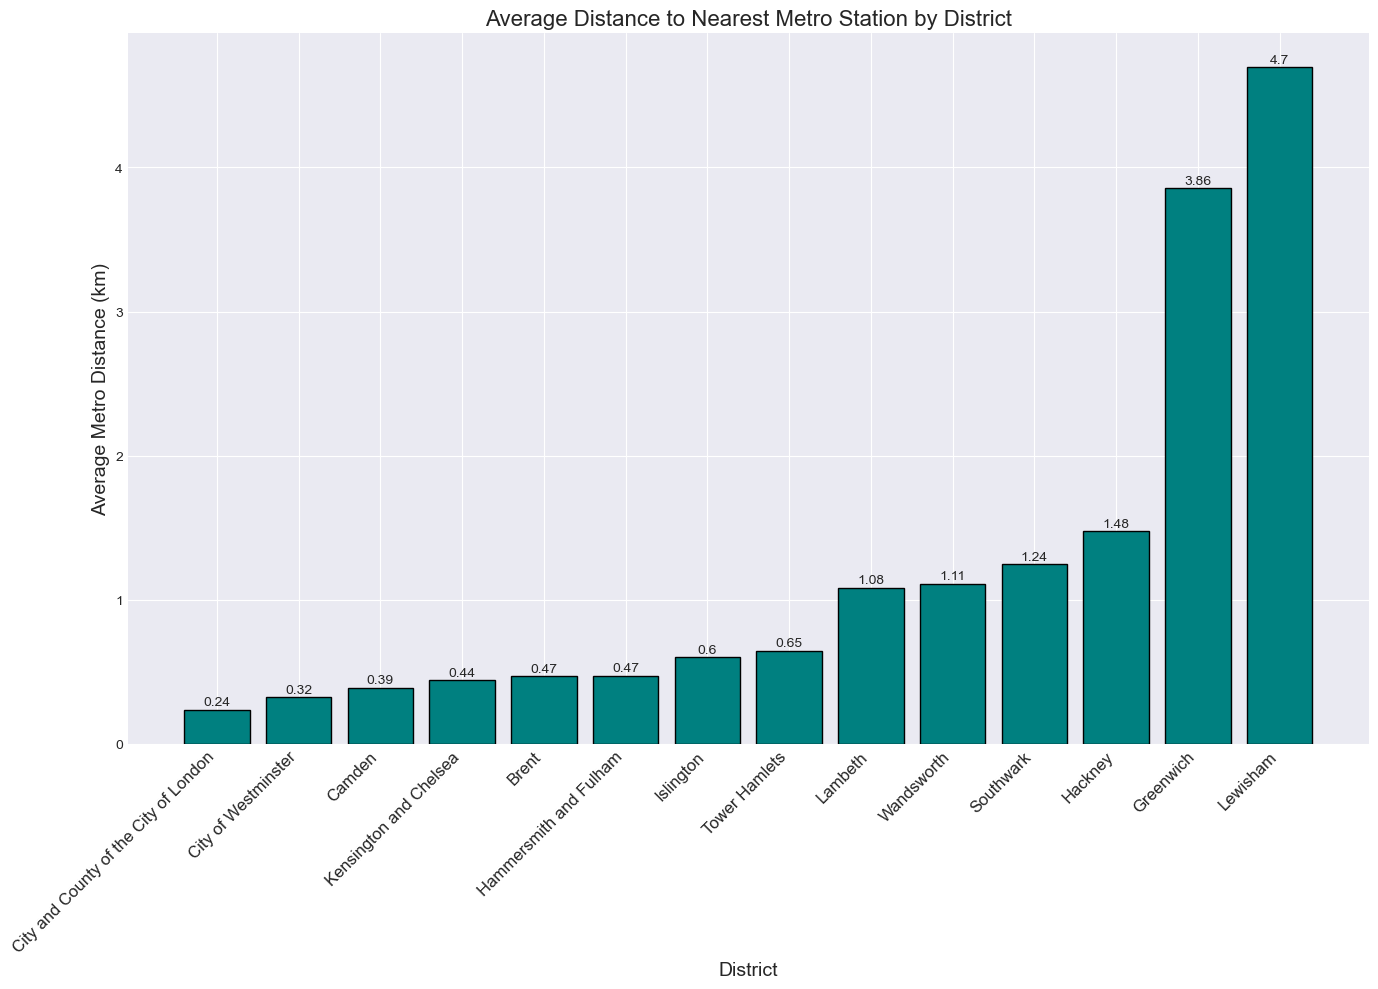 Average Distance to Nearest Metro Station by District
Average Metro Distance (km)
4
3
2
1
0
0.24
0.32
0.39
0.44
0.47
0.47
0.6
0.65
1.08
1.11
1.24
1.48
3.86
4.7
City and County of the City of London
City of Westminster
Camden
Kensington and Chelsea
Brent
Hammersmith and Fulham
Islington
Tower Hamlets
Lambeth
Wandsworth
Southwark
Hackney
Greenwich
Lewisham
District